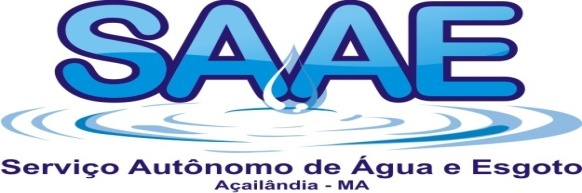 SAAE
Serviço Autônomo de Água e Esgoto
Açailândia - MA